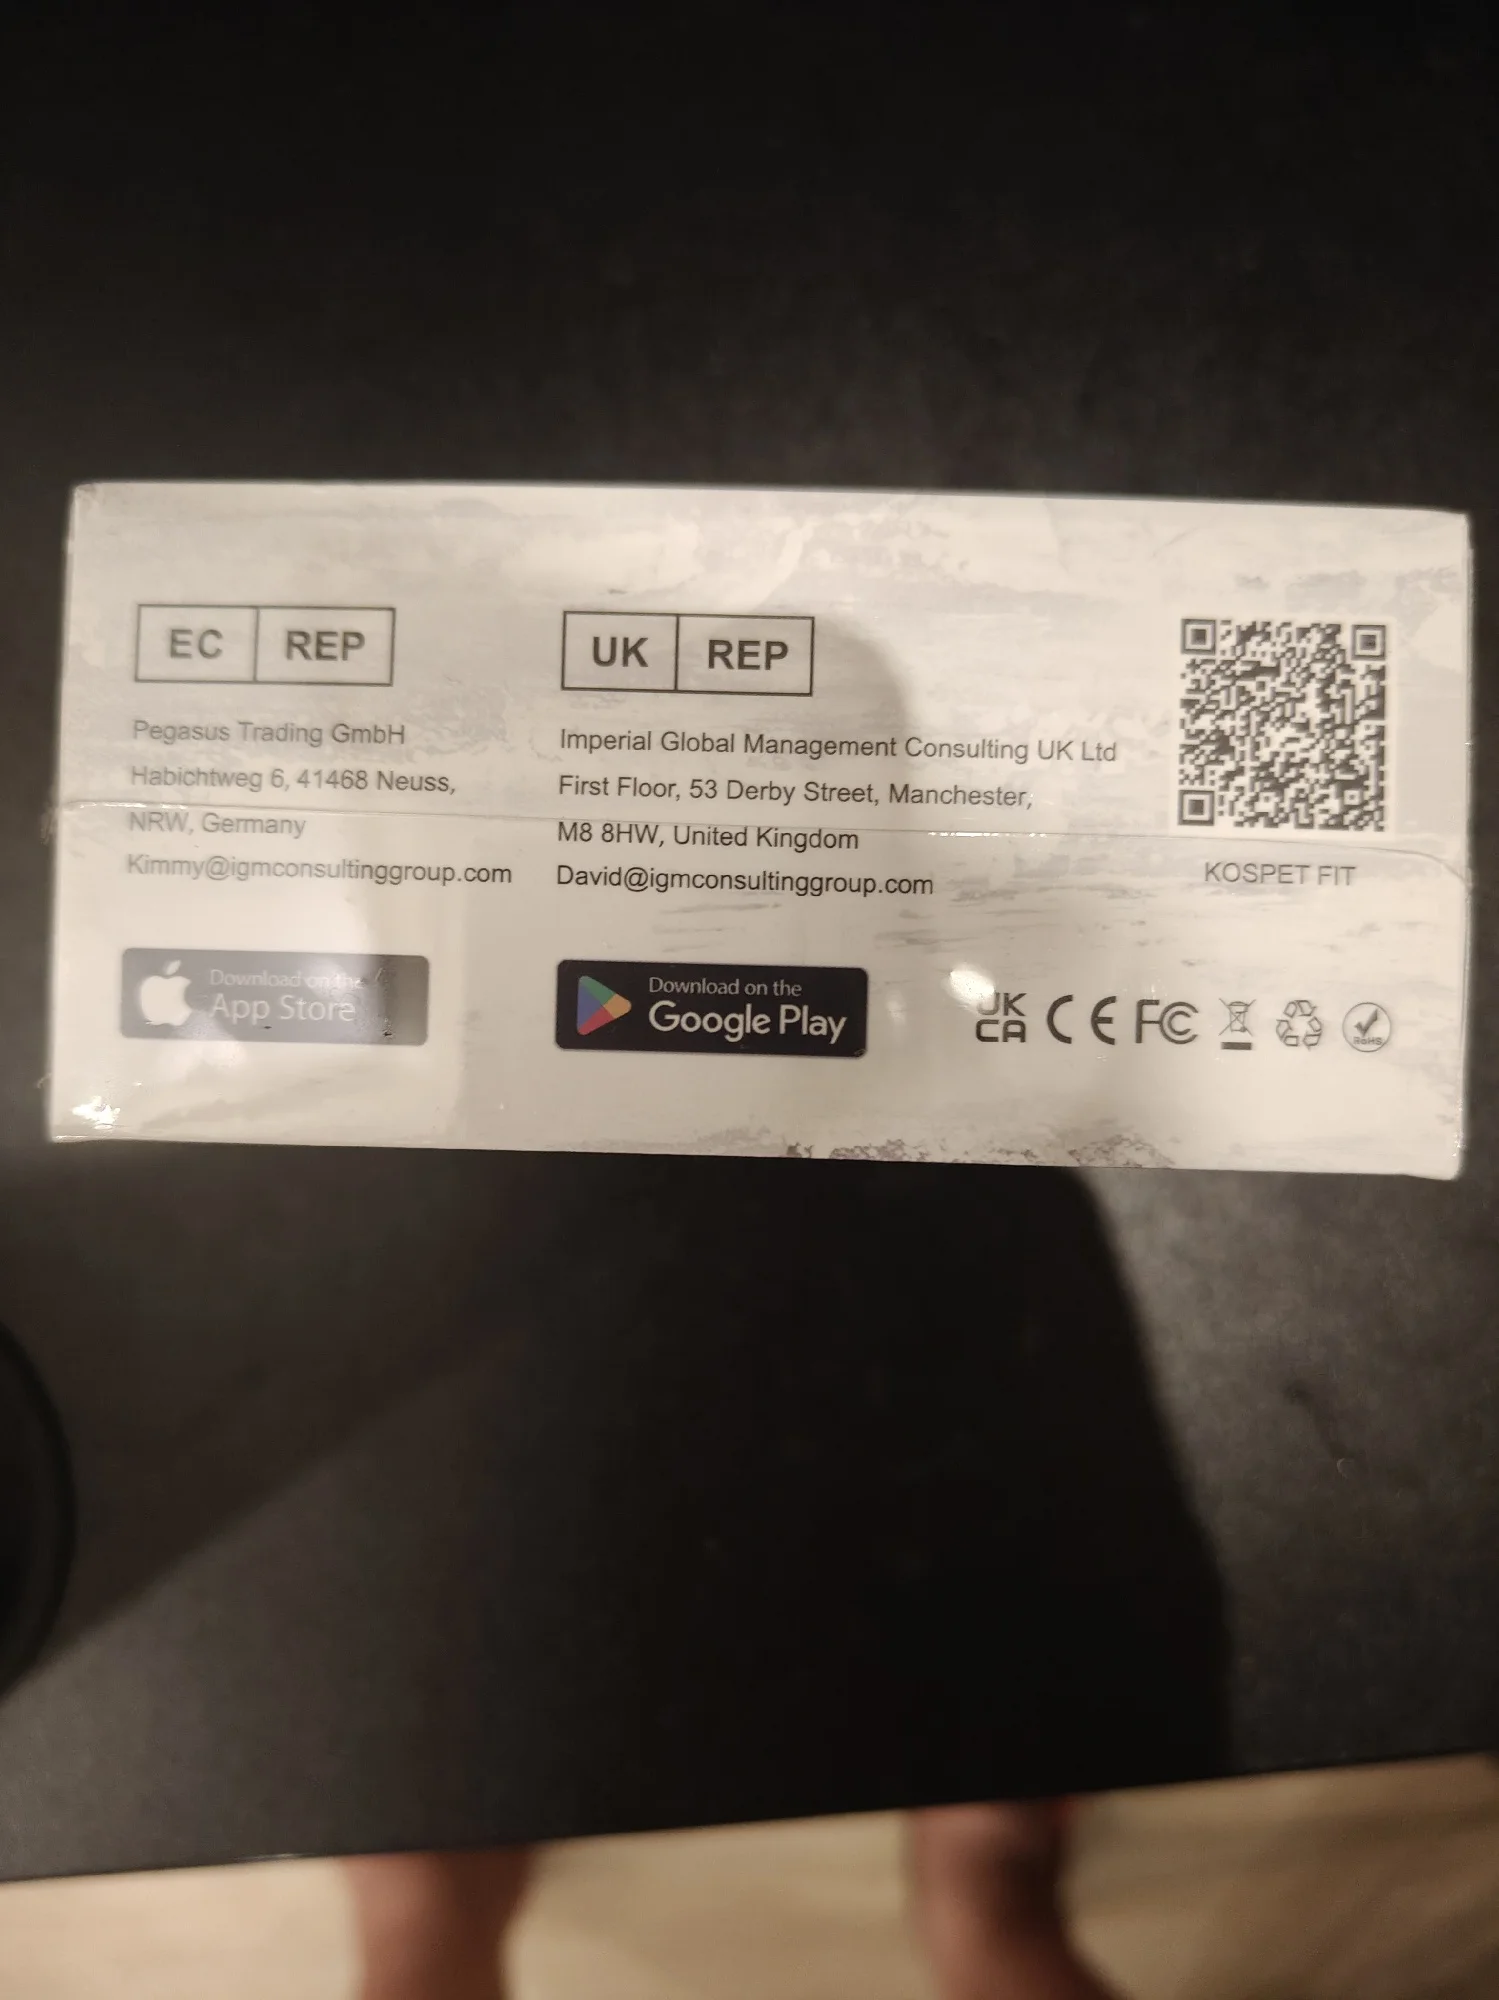 EC REP
Pegasus Trading GmbH
Habichtweg 6, 41468 Neuss,
NRW, Germany
Kimmy@igmconsultinggroup.com
Download on the
App Store
UK REP
Imperial Global Management Consulting UK Ltd
First Floor, 53 Derby Street, Manchester,
M8 8HW, United Kingdom
David@igmconsultinggroup.com
Download on the
Google Play
KOSPET FIT
UK
CA CE FC
RoHS